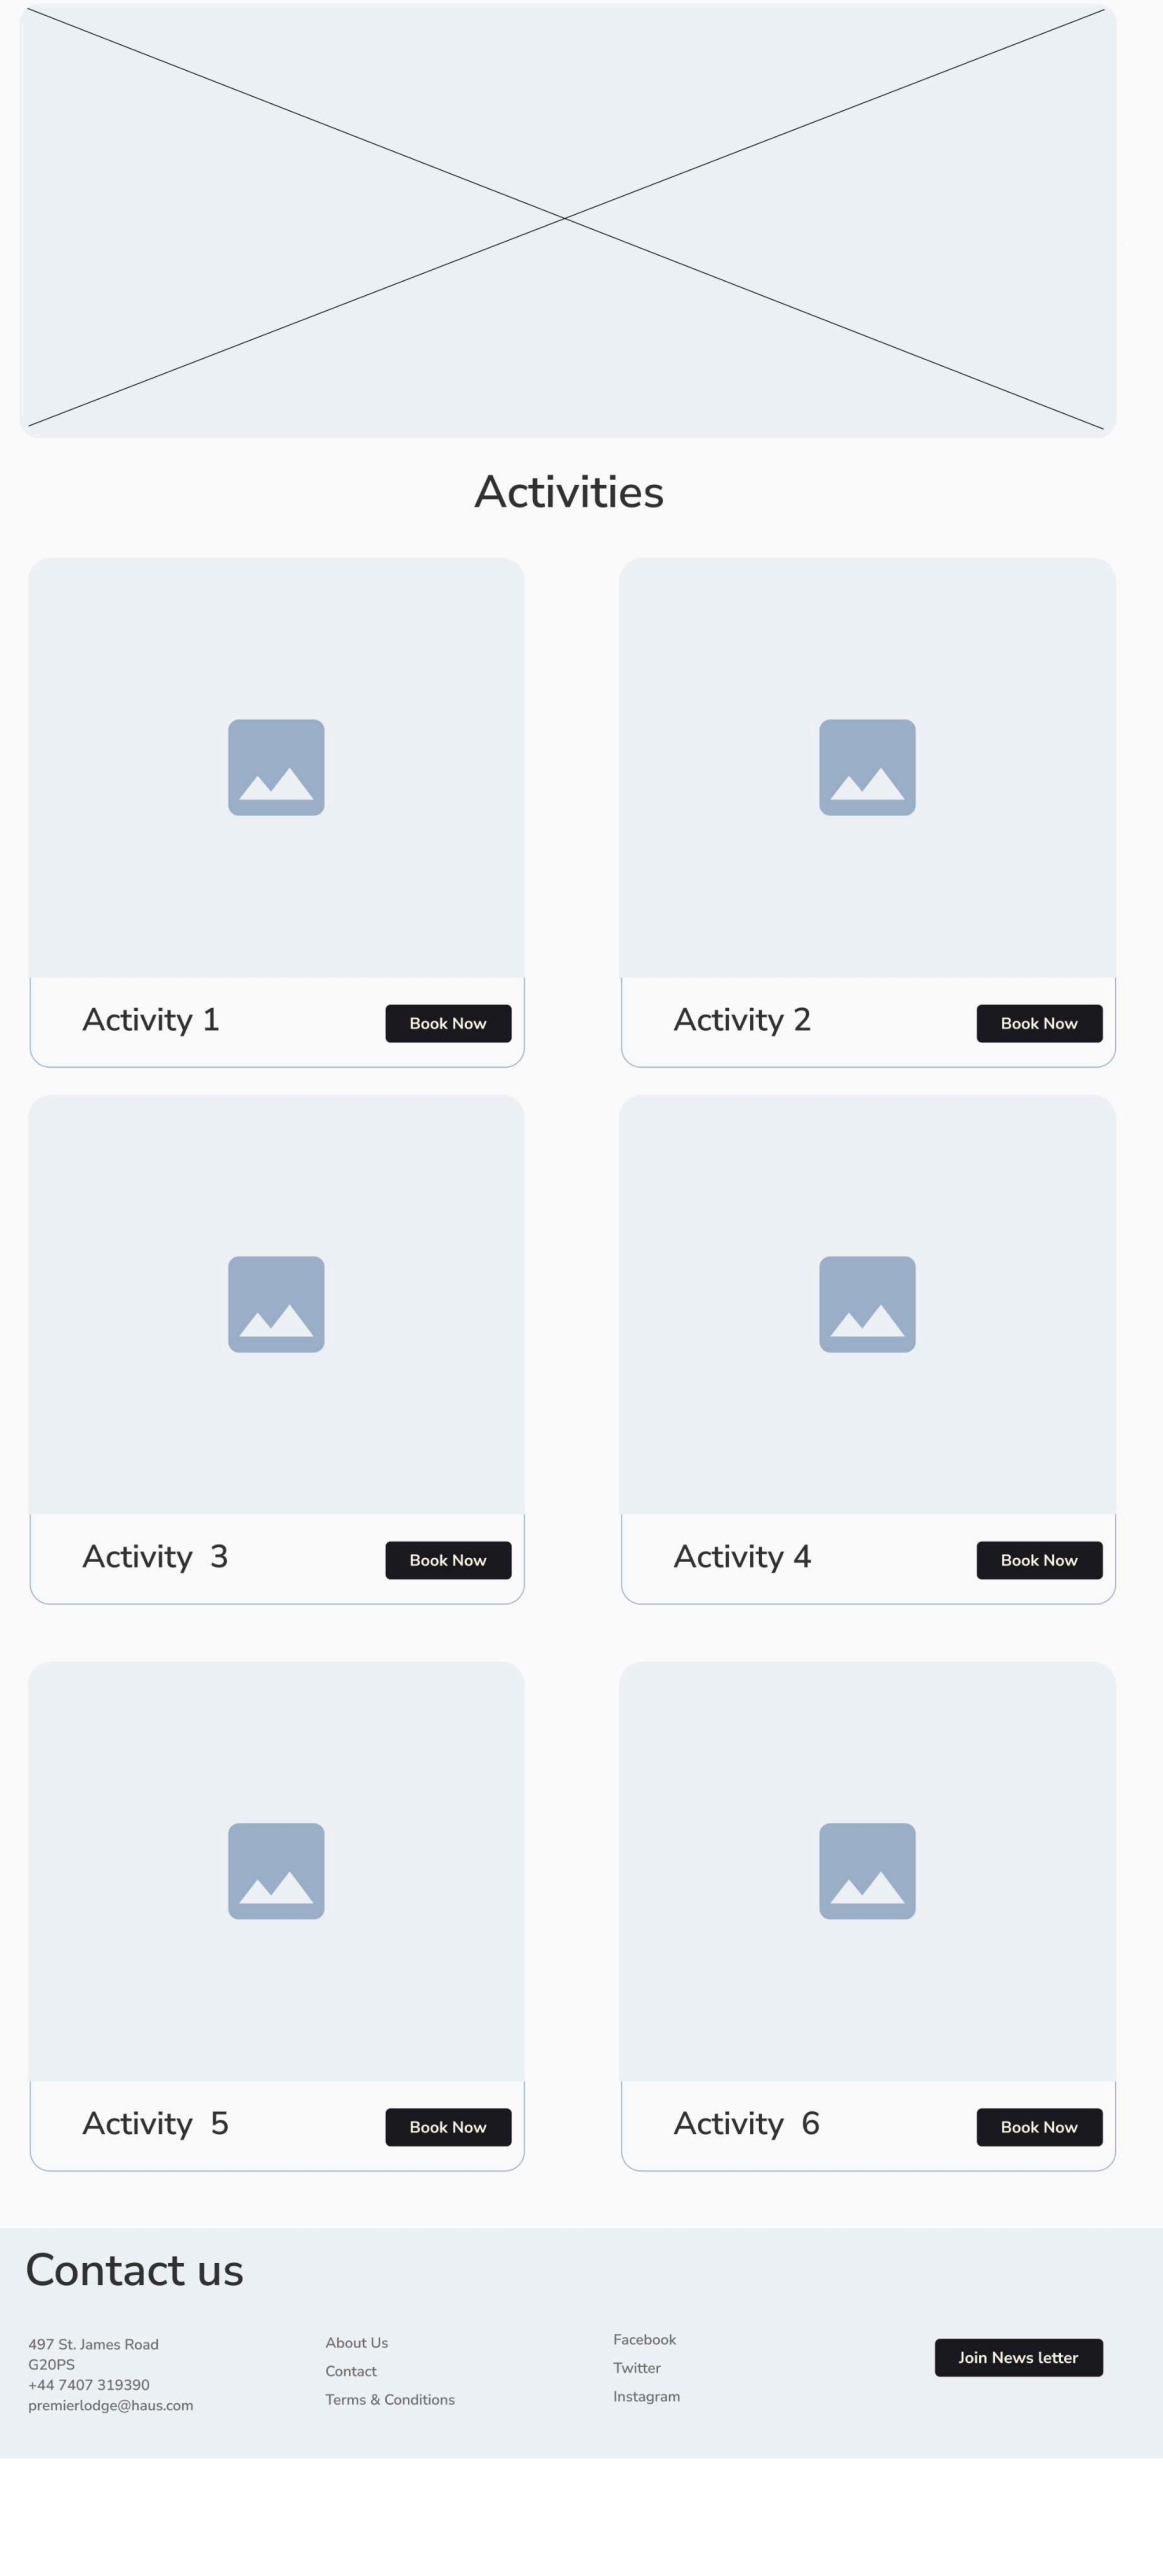 Activities
Activity 1
Book Now
Activity 2
Book Now
Activity  3
Book Now
Activity 4
Book Now
Activity  5
Book Now
Activity  6
Book Now
Contact us
497 St. James Road
G20PS
+44 7407 319390
premierlodge@haus.com
About Us
Contact
Terms & Conditions
Facebook
Twitter
Instagram
Join News letter